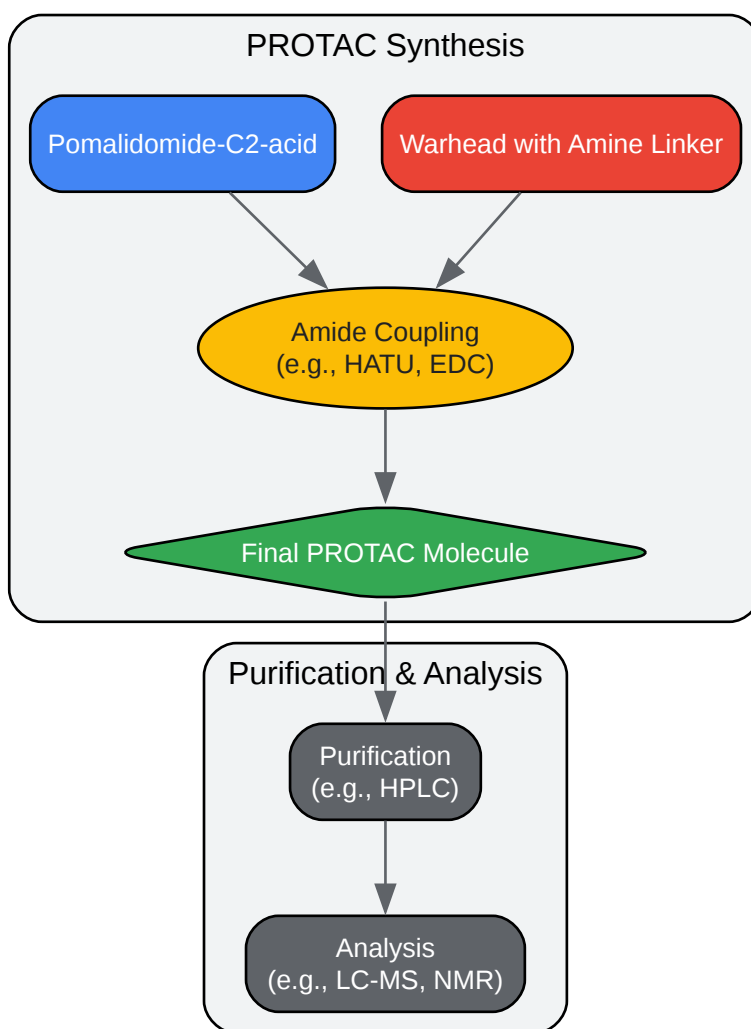 PROTAC Synthesis
Pomalidomide-C2-acid
Warhead with Amine Linker
Amide Coupling
(e.g., HATU, EDC)
Final PROTAC Molecule
Purification & Analysis
Purification
(e.g., HPLC)
Analysis
(e.g., LC-MS, NMR)